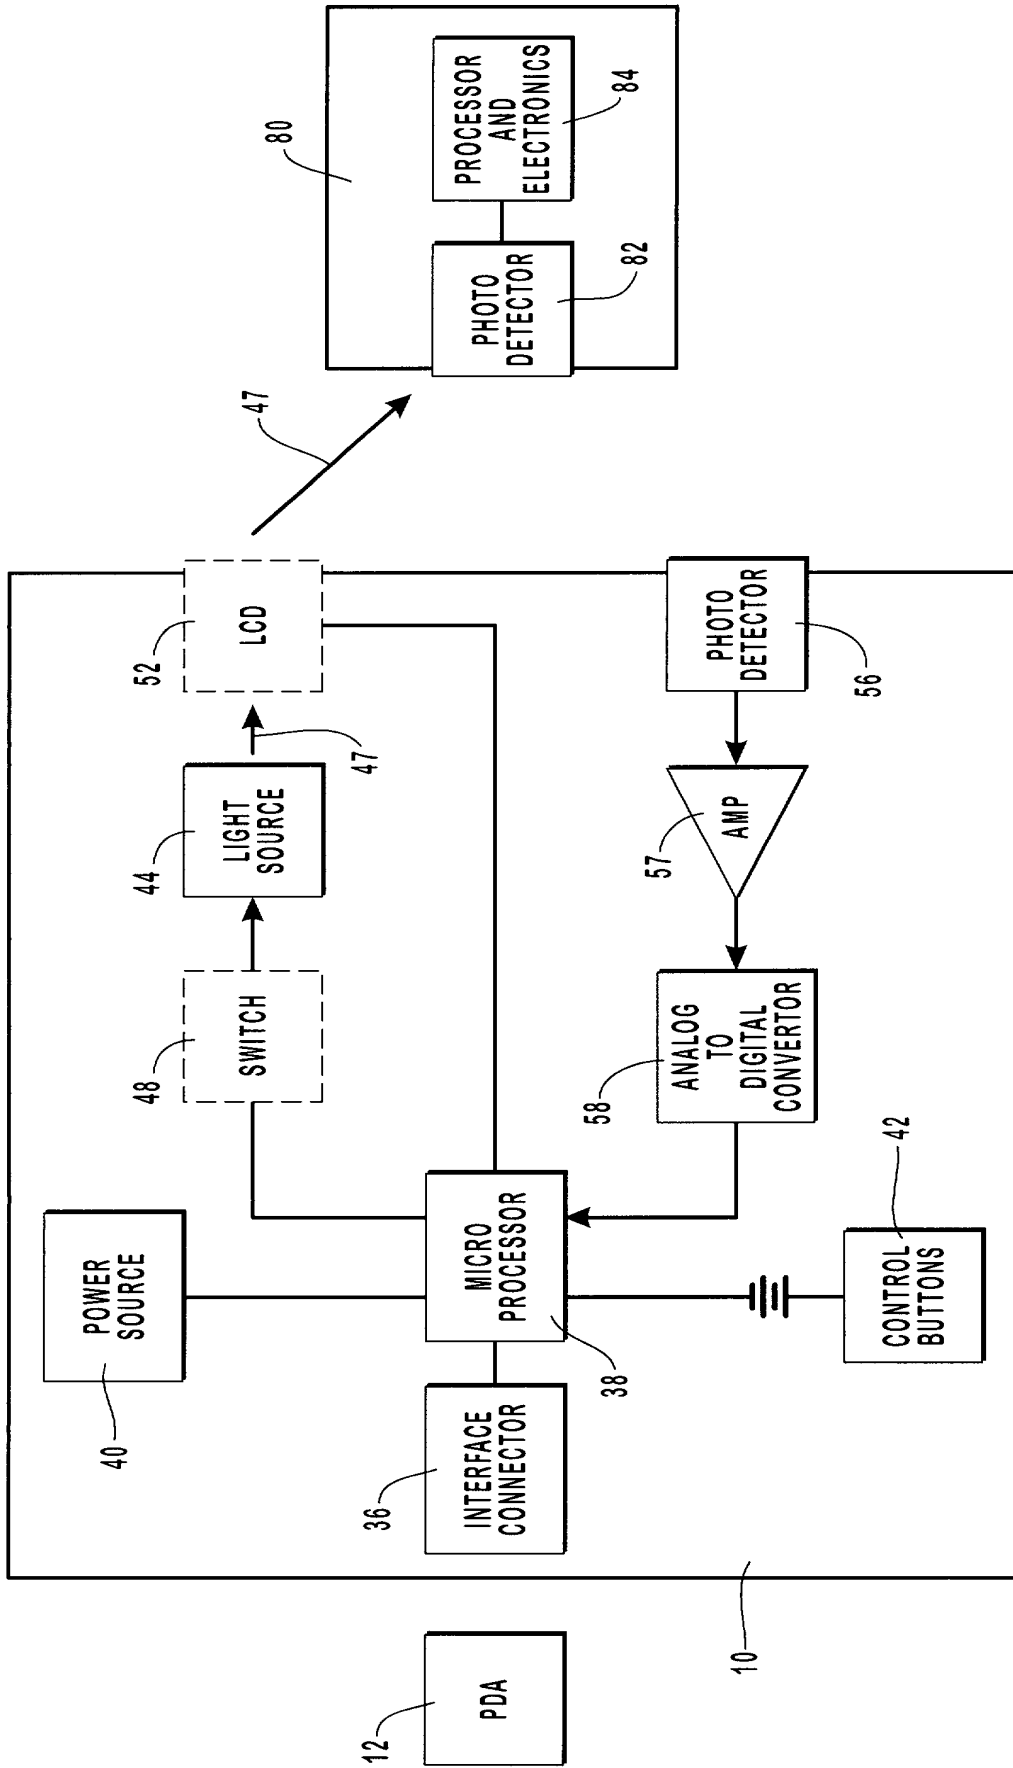 80
PROCESSOR
AND
ELECTRONICS
84
PHOTO
DETECTOR
82
47
52
LCD
47
44
LIGHT
SOURCE
48
SWITCH
PHOTO
DETECTOR
56
57
AMP
58
ANALOG
TO
DIGITAL
CONVERTOR
POWER
SOURCE
40
MICRO
PROCESSOR
38
42
CONTROL
BUTTONS
36
INTERFACE
CONNECTOR
10
12
PDA